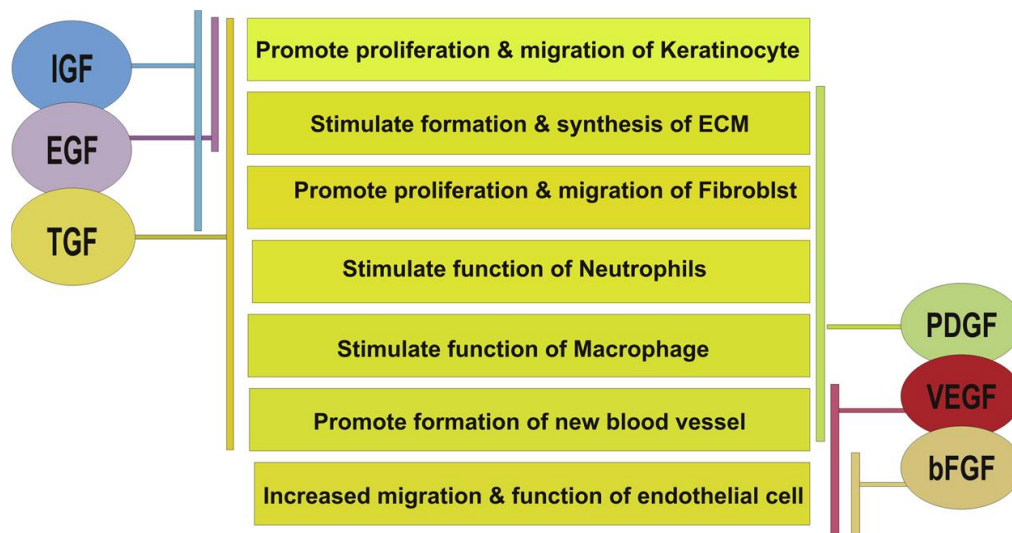 IGF
EGF
TGF
Promote proliferation & migration of Keratinocyte
Stimulate formation & synthesis of ECM
Promote proliferation & migration of Fibroblst
Stimulate function of Neutrophils
Stimulate function of Macrophage
Promote formation of new blood vessel
Increased migration & function of endothelial cell
PDGF
VEGF
bFGF